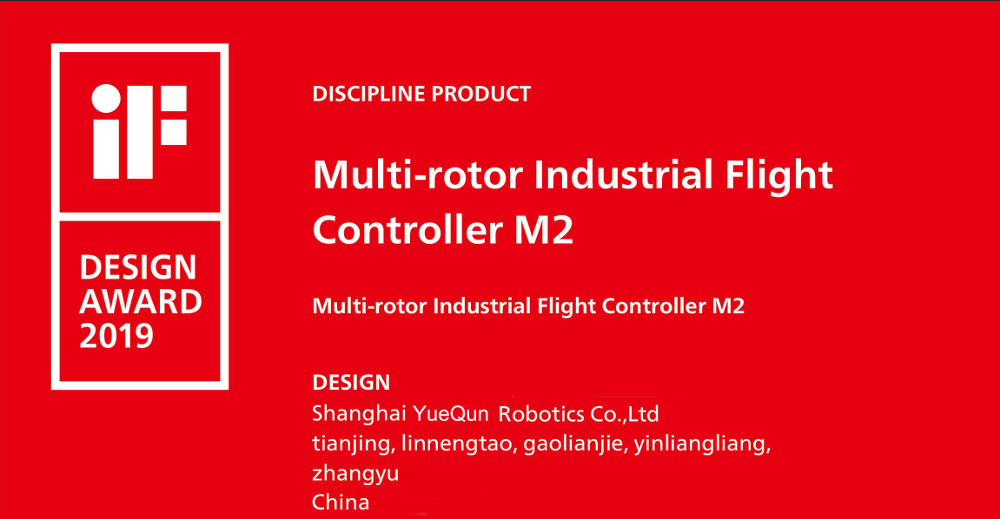 iF
DESIGN
AWARD
2019
DISCIPLINE PRODUCT
Multi-rotor Industrial Flight
Controller M2
Multi-rotor Industrial Flight Controller M2
DESIGN
Shanghai YueQun Robotics Co.,Ltd
tianjing, linnengtao, gaolianjie, yinliangliang,
zhangyu
China